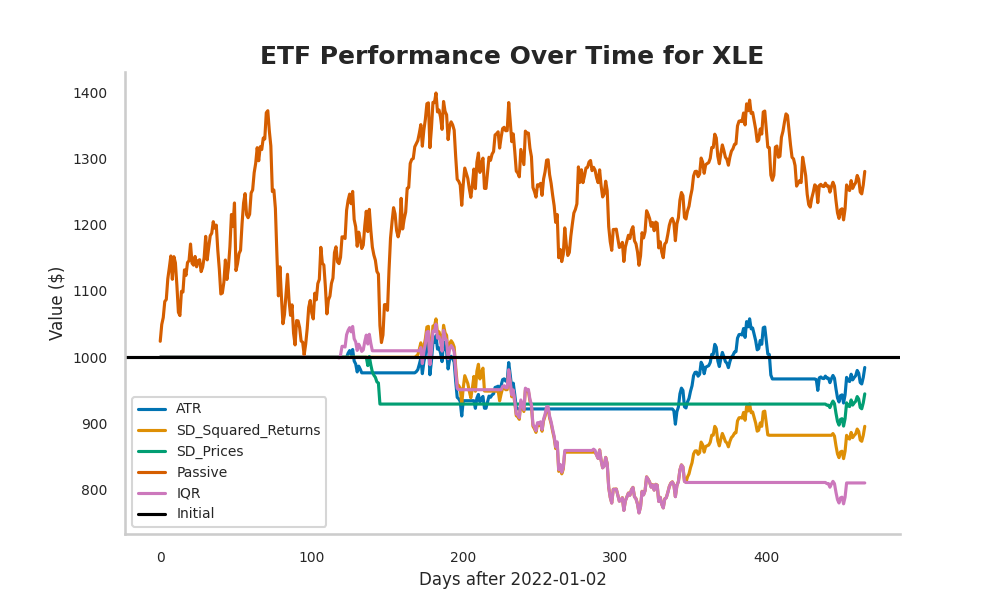 ETF Performance Over Time for XLE
Value ($)
1400
1300
1200
1100
1000
900
800
ATR
SD_Squared_Returns
SD_Prices
Passive
IQR
Initial
0 100 200 300 400
Days after 2022-01-02